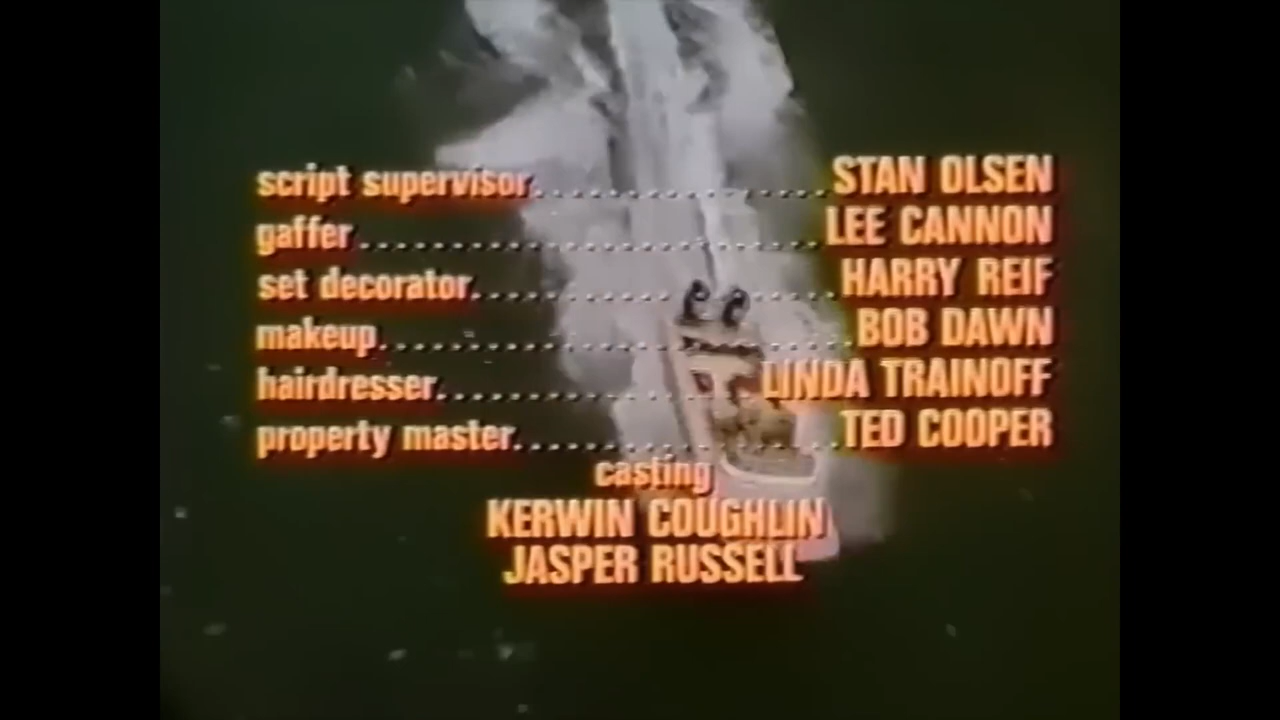 script supervisor..................STAN OLSEN
gaffer..............................LEE CANNON
set decorator.......................HARRY REIF
makeup..............................BOB DAWN
hairdresser.....................LINDA TRAINOFF
property master.....................TED COOPER
casting
KERWIN COUGHLIN
JASPER RUSSELL